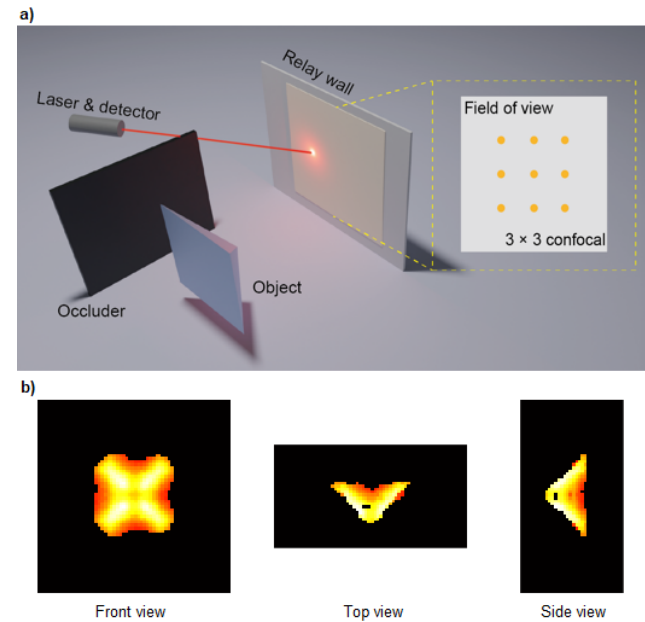 a)
Relay wall
Laser & detector
Field of view
3 × 3 confocal
Object
Occluder
b)
Front view
Top view
Side view